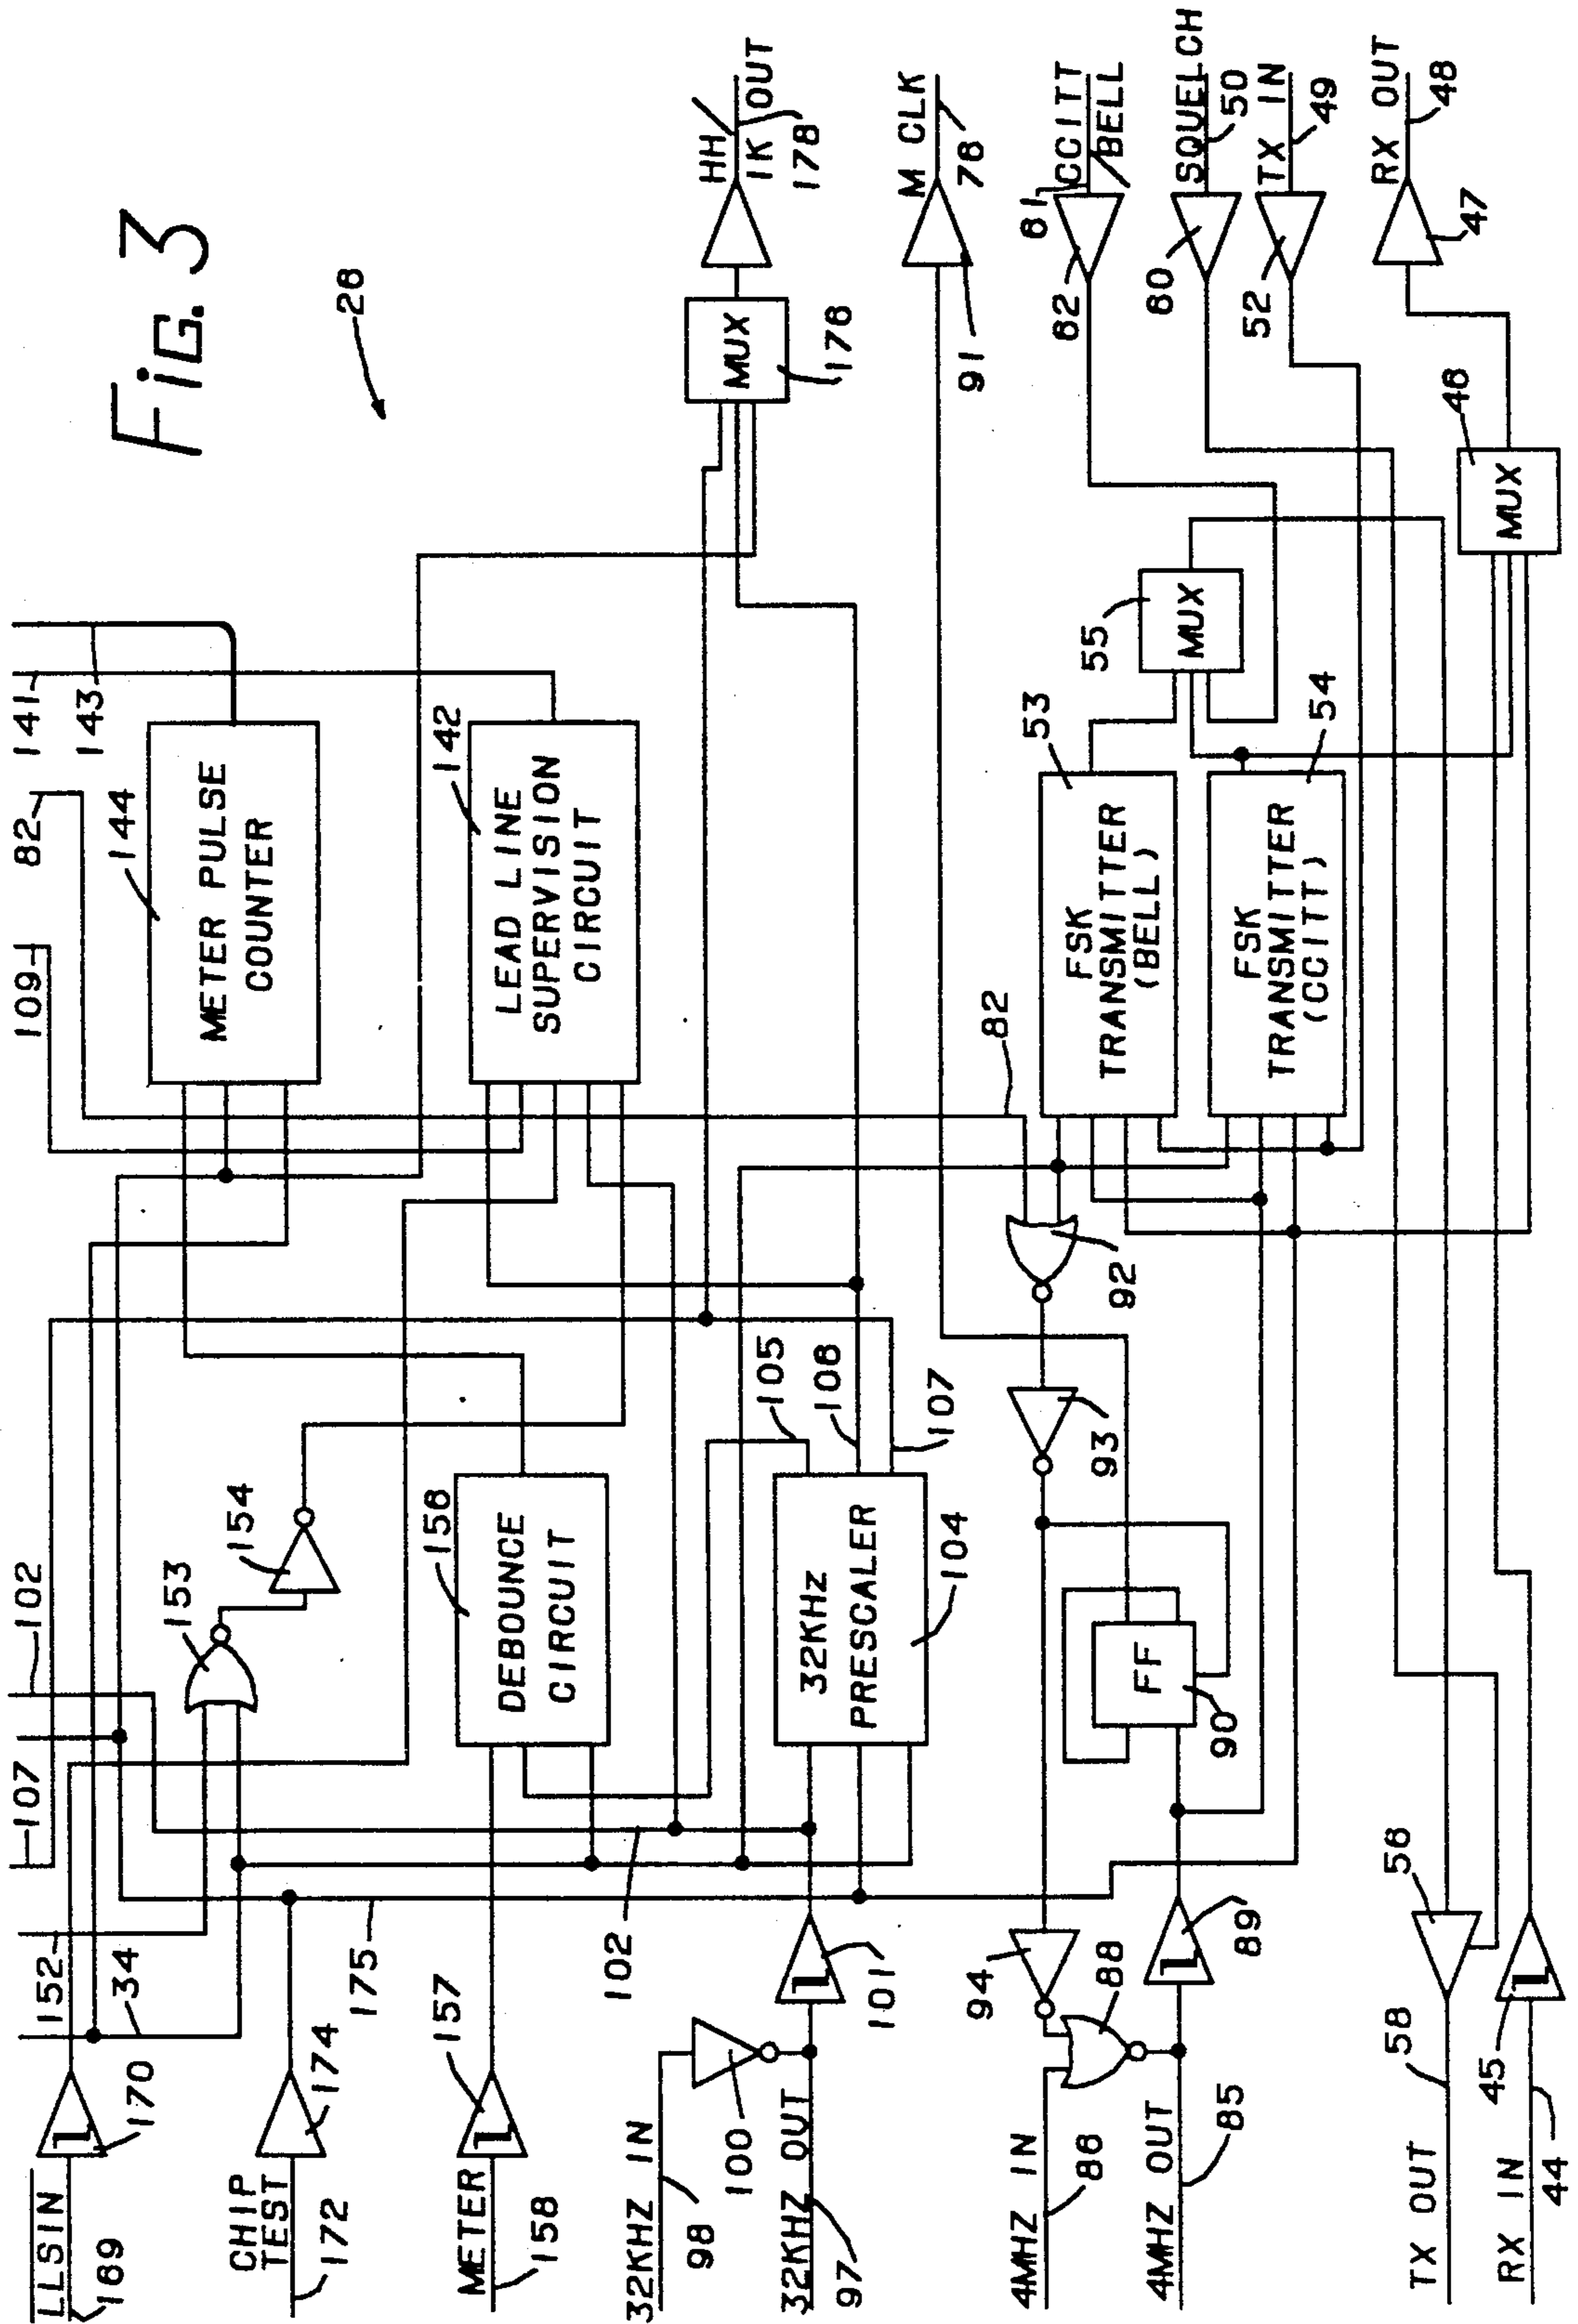 Fig. 3
26
107
102
109
82
141
143
152
34
LLSIN
169
170
153
154
144
METER PULSE
COUNTER
CHIP
TEST
172
174
175
142
LEAD LINE
SUPERVISION
CIRCUIT
METER
158
157
156
DEBOUNCE
CIRCUIT
102
32KHZ IN
98
100
32KHZ OUT
97
101
32KHz
PRESCALER
104
105
106
107
MUX
176
HH
1K OUT
178
M CLK
76
91
4MHZ IN
86
94
88
4MHZ OUT
85
89
FF
90
93
92
82
53
FSK
TRANSMITTER
(BELL)
54
FSK
TRANSMITTER
(CCITT)
55
MUX
61
CCITT
BELL
62
SQUELCH
50
60
TX IN
49
52
TX OUT
58
56
RX IN
44
45
MUX
46
RX OUT
48
47